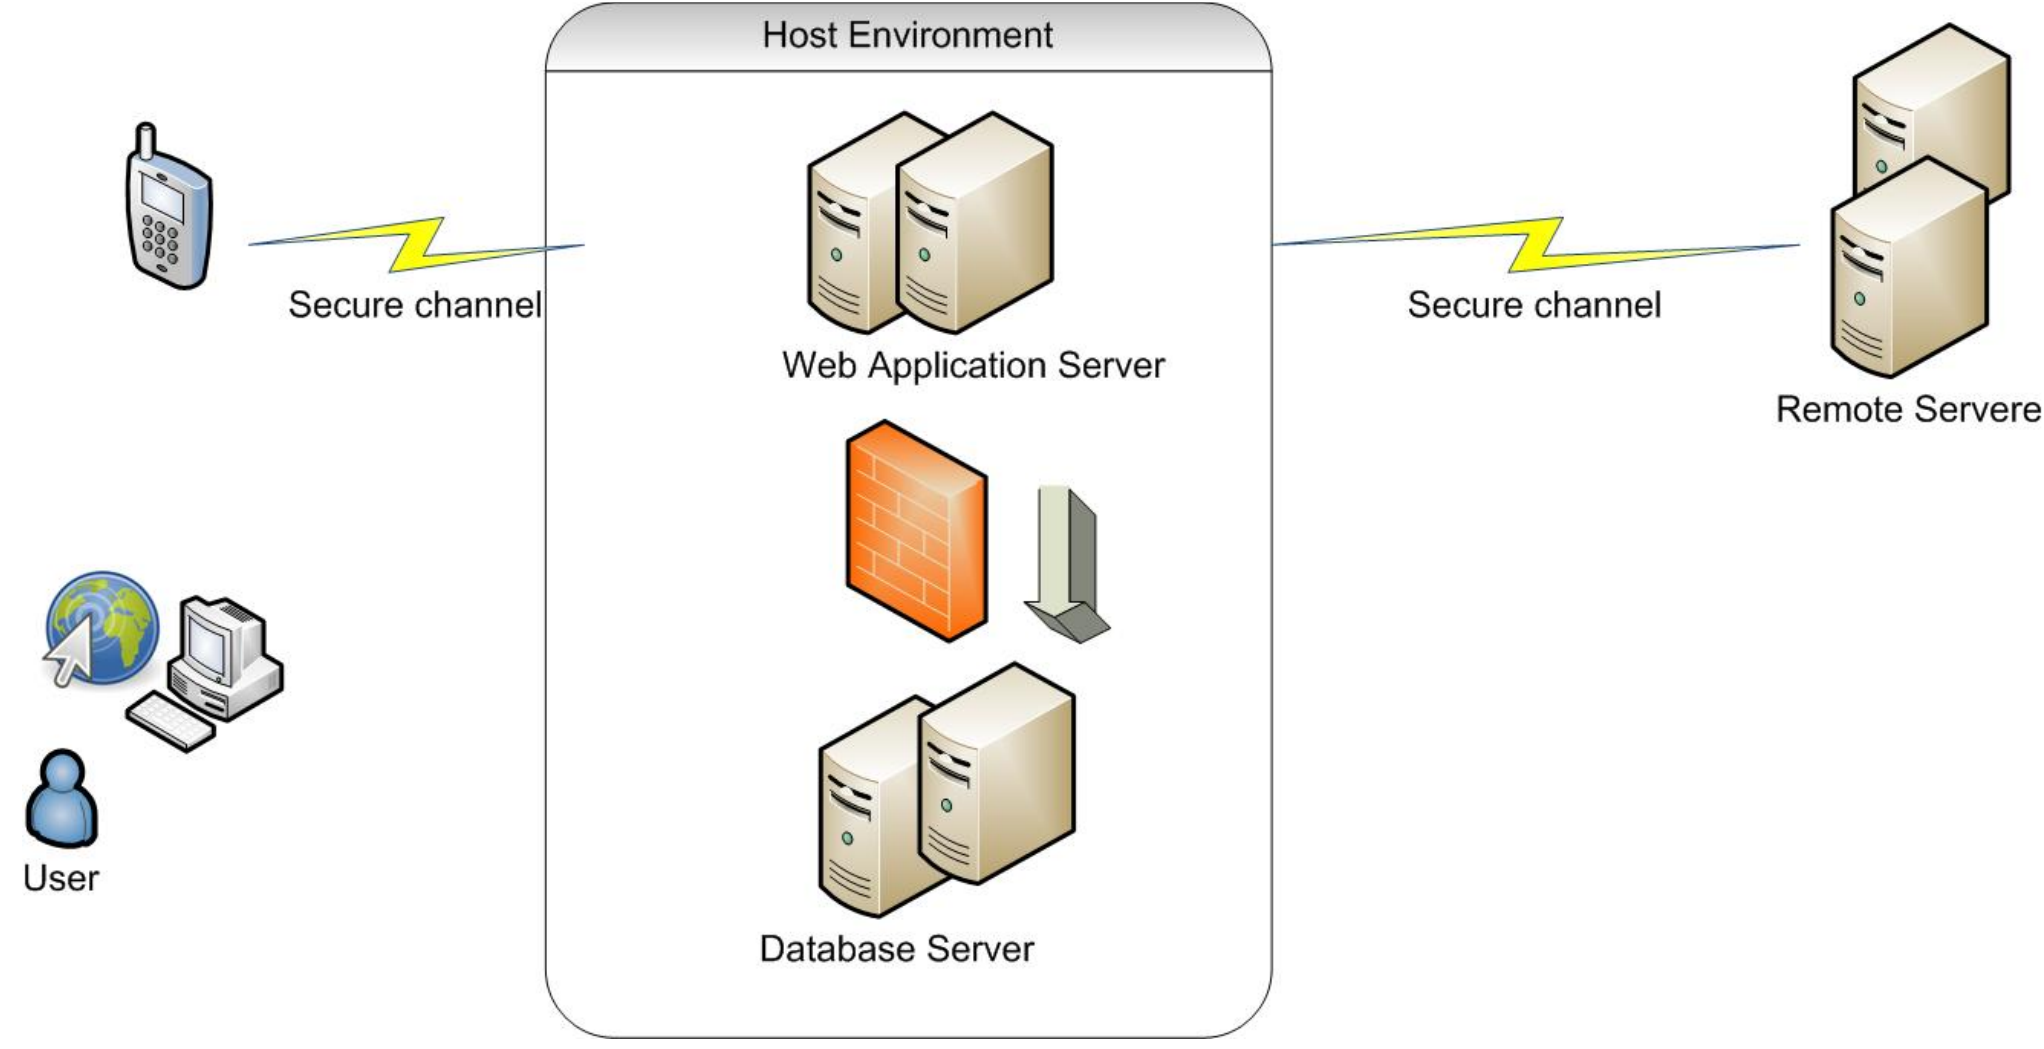 Host Environment
Secure channel
Web Application Server
Secure channel
Remote Servere
User
Database Server